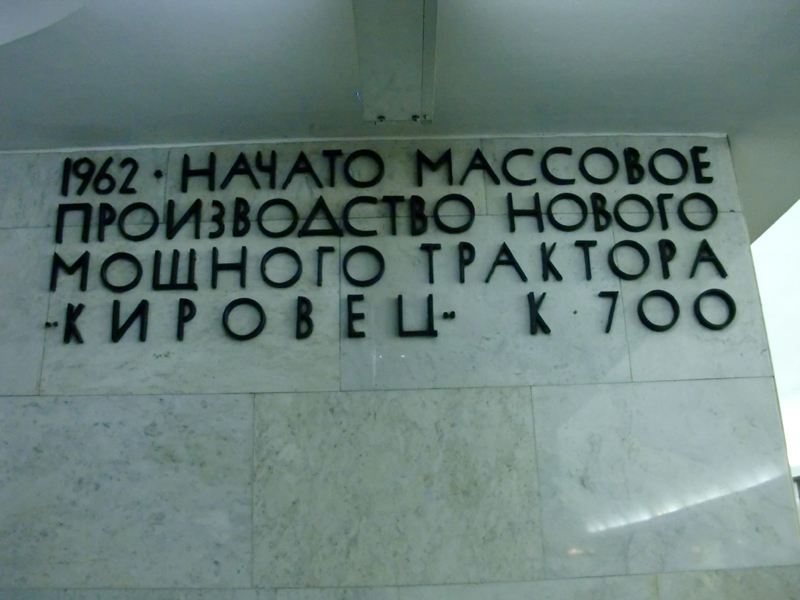 1962 · НАЧАТО МАССОВОЕ
ПРОИЗВОДСТВО НОВОГО
МОЩНОГО ТРАКТОРА
"КИРОВЕЦ" К·700